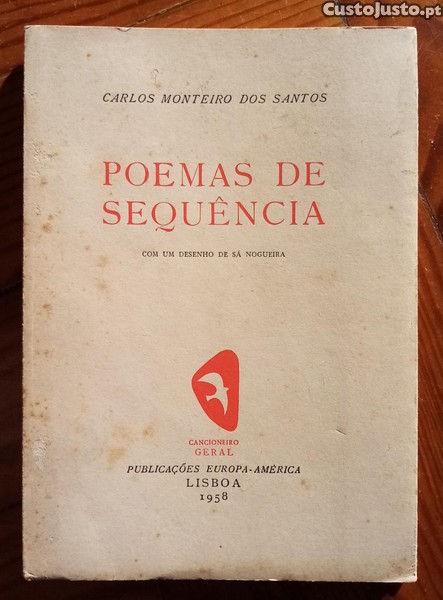 CustoJusto.pt
CARLOS MONTEIRO DOS SANTOS
POEMAS DE
SEQUÊNCIA
COM UM DESENHO DE SÁ NOGUEIRA
CANCIONEIRO
GERAL
PUBLICAÇÕES EUROPA-AMÉRICA
LISBOA
1958